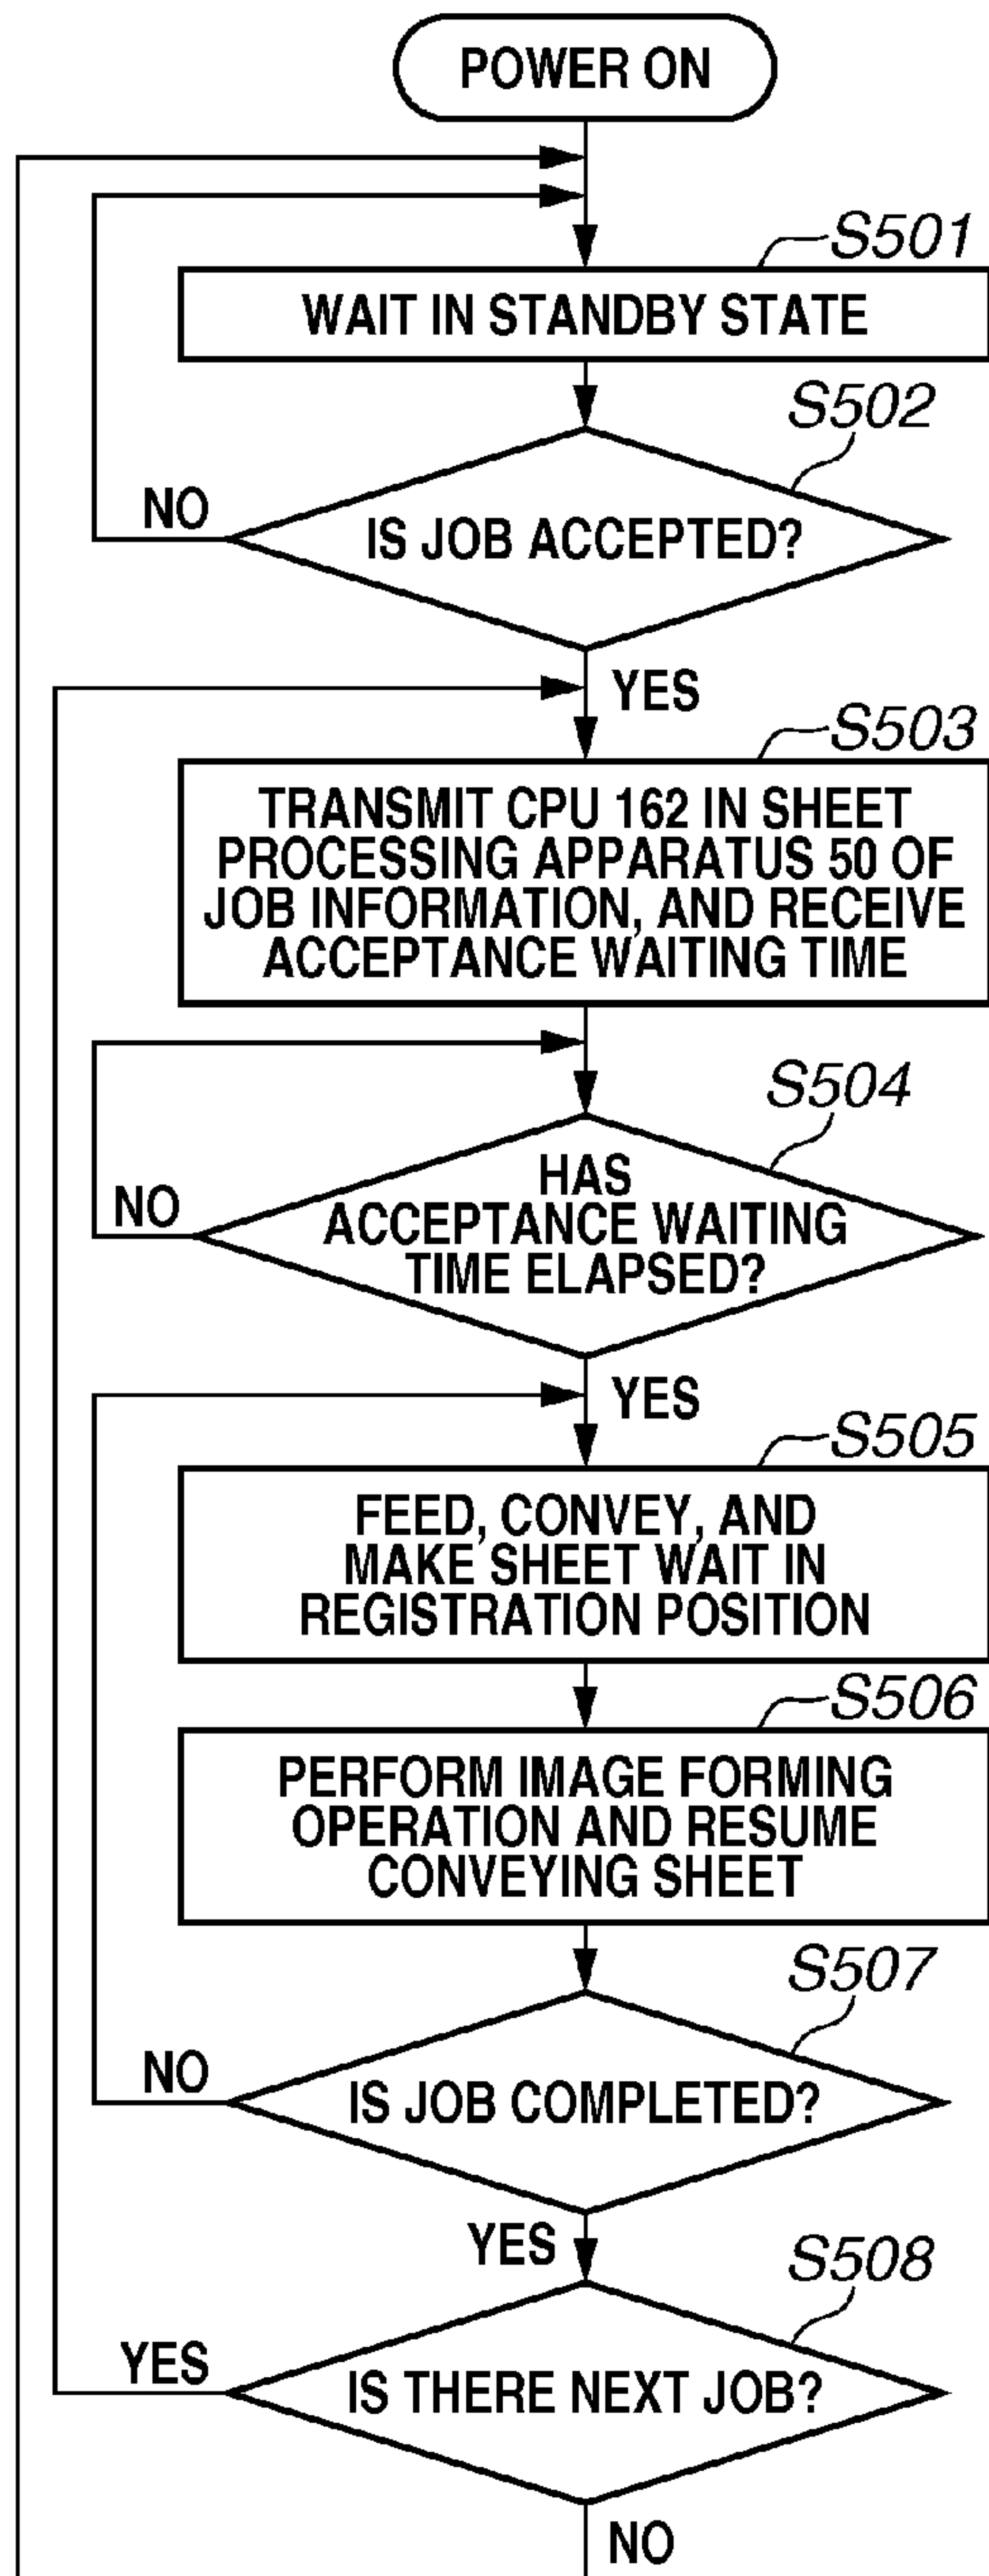 POWER ON
S501
WAIT IN STANDBY STATE
S502
NO
IS JOB ACCEPTED?
YES
S503
TRANSMIT CPU 162 IN SHEET
PROCESSING APPARATUS 50 OF
JOB INFORMATION, AND RECEIVE
ACCEPTANCE WAITING TIME
S504
NO
HAS
ACCEPTANCE WAITING
TIME ELAPSED?
YES
S505
FEED, CONVEY, AND
MAKE SHEET WAIT IN
REGISTRATION POSITION
S506
PERFORM IMAGE FORMING
OPERATION AND RESUME
CONVEYING SHEET
S507
NO
IS JOB COMPLETED?
YES
S508
YES
IS THERE NEXT JOB?
NO